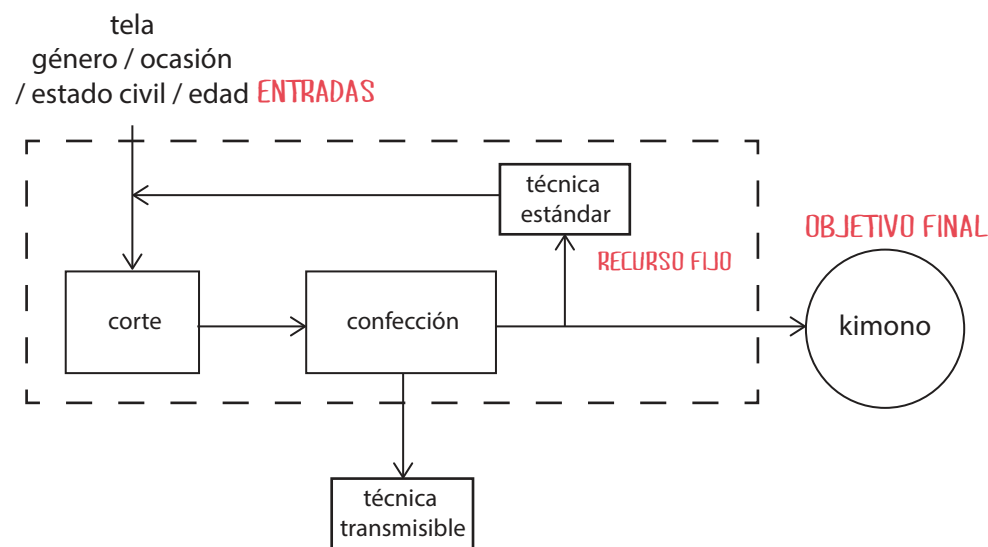 tela
género / ocasión
/ estado civil / edad ENTRADAS
técnica
estándar
OBJETIVO FINAL
RECURSO FIJO
corte
confección
kimono
técnica
transmisible